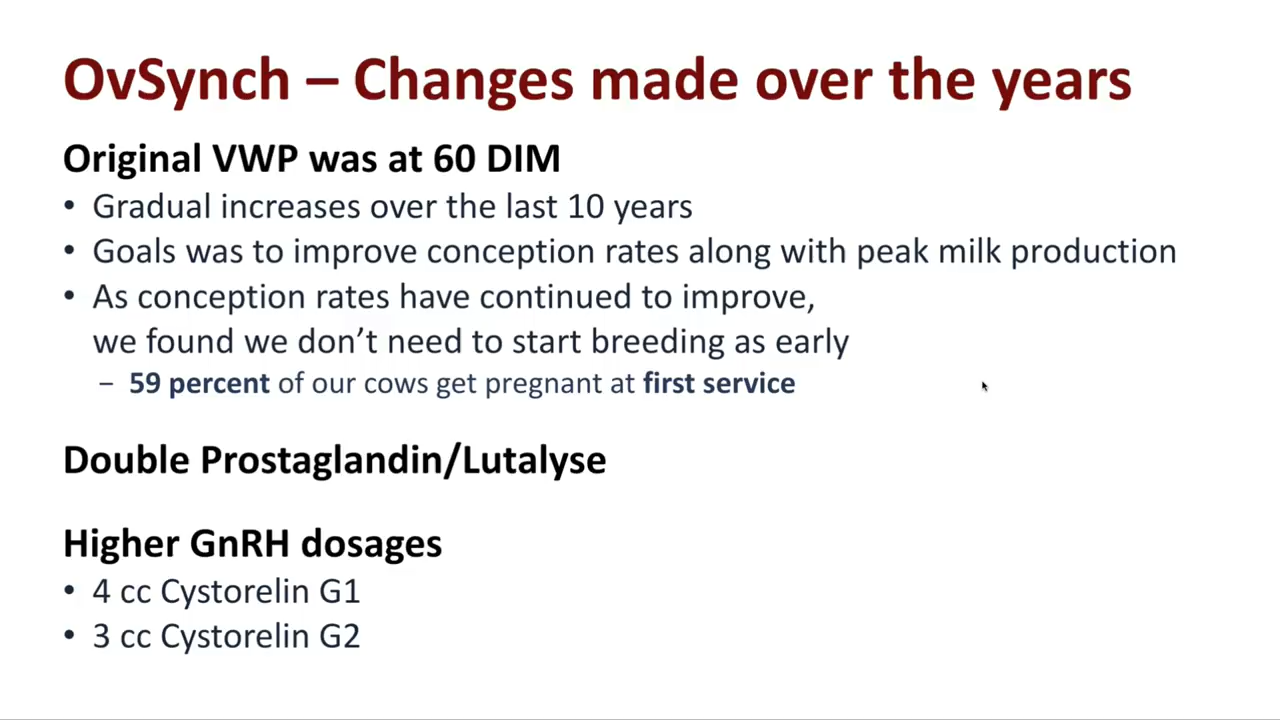 OvSynch – Changes made over the years
Original VWP was at 60 DIM
• Gradual increases over the last 10 years
• Goals was to improve conception rates along with peak milk production
• As conception rates have continued to improve,
we found we don't need to start breeding as early
– 59 percent of our cows get pregnant at first service
Double Prostaglandin/Lutalyse
Higher GnRH dosages
• 4 cc Cystorelin G1
• 3 cc Cystorelin G2